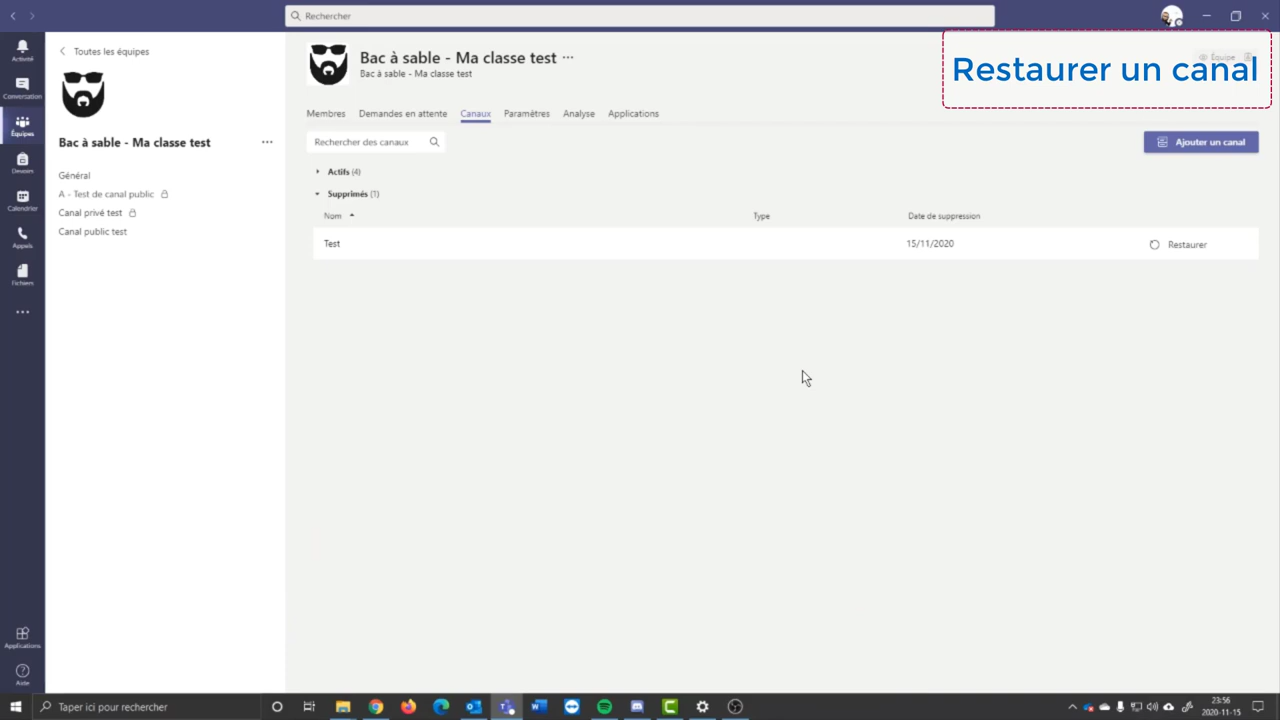 Rechercher
Activité
Conversation
Équipes
Devoirs
Calendrier
Appels
Fichiers
Applications
Aide
Toutes les équipes
Bac à sable - Ma classe test
Général
A - Test de canal public
Canal privé test
Canal public test
Bac à sable - Ma classe test ...
Bac à sable - Ma classe test
Équipe
Restaurer un canal
Membres Demandes en attente Canaux Paramètres Analyse Applications
Rechercher des canaux
Ajouter un canal
Actifs (4)
Supprimés (1)
Nom Type Date de suppression
Test 15/11/2020 Restaurer
Taper ici pour rechercher
23:56
2020-11-15